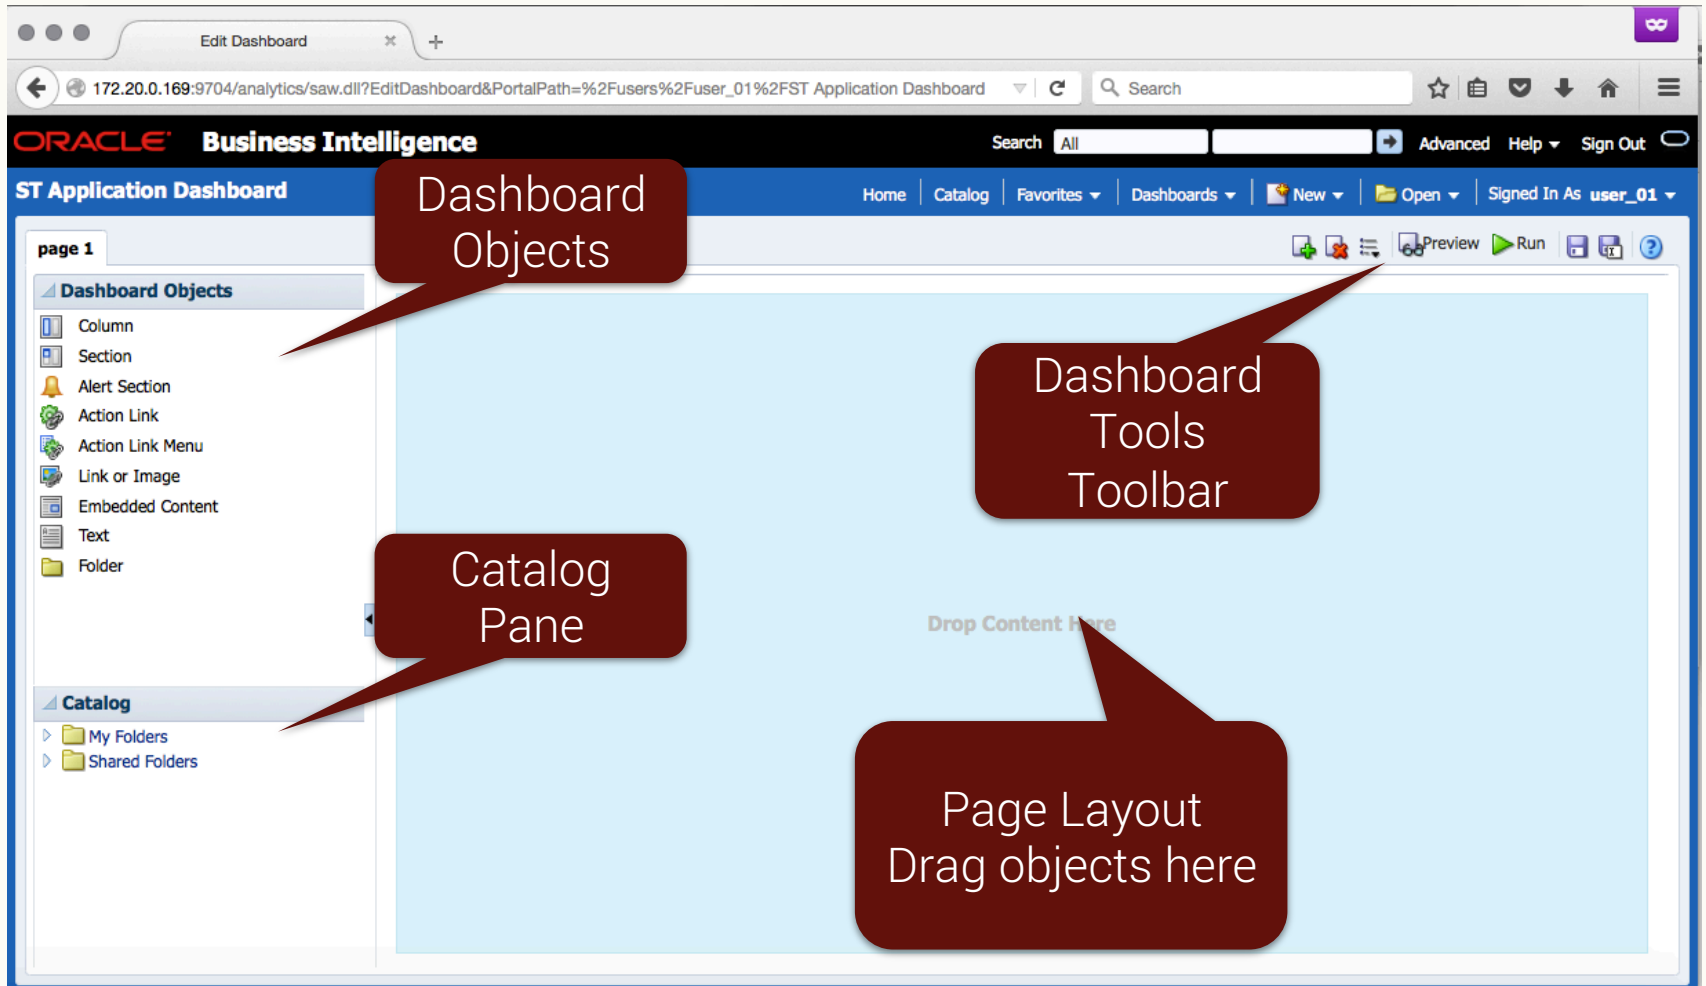 Edit Dashboard
172.20.0.169:9704/analytics/saw.dll?EditDashboard&PortalPath=%2Fusers%2Fuser_01%2FST Application Dashboard
Search
ORACLE Business Intelligence
Search All Advanced Help Sign Out
ST Application Dashboard
Home Catalog Favorites Dashboards New Open Signed In As user_01
page 1
Preview Run
Dashboard
Objects
Dashboard Objects
Column
Section
Alert Section
Action Link
Action Link Menu
Link or Image
Embedded Content
Text
Folder
Dashboard
Tools
Toolbar
Catalog
Pane
Drop Content Here
Catalog
My Folders
Shared Folders
Page Layout
Drag objects here